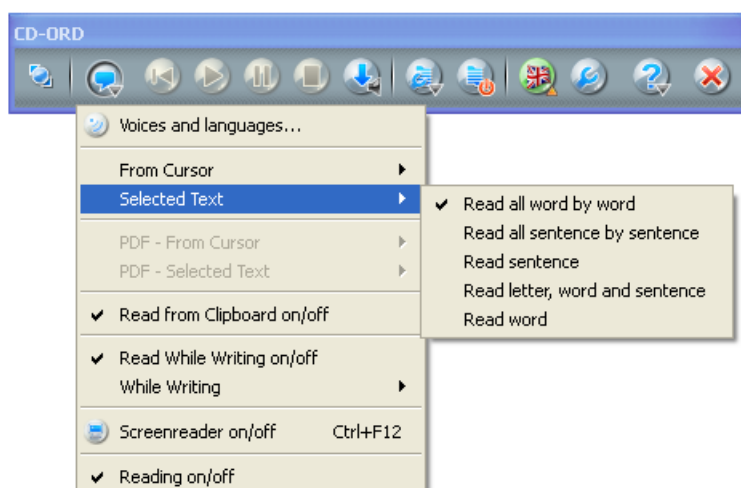 CD-ORD
Voices and languages...
From Cursor
Selected Text
Read all word by word
Read all sentence by sentence
Read sentence
Read letter, word and sentence
Read word
PDF - From Cursor
PDF - Selected Text
Read from Clipboard on/off
Read While Writing on/off
While Writing
Screenreader on/off Ctrl+F12
Reading on/off